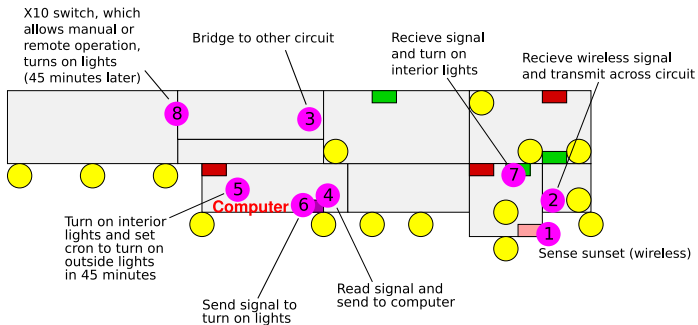 X10 switch, which
allows manual or
remote operation,
turns on lights
(45 minutes later)
Bridge to other circuit
Recieve signal
and turn on
interior lights
Recieve wireless signal
and transmit across circuit
8
3
7
5
Computer
6
4
2
1
Turn on interior
lights and set
cron to turn on
outside lights
in 45 minutes
Send signal to
turn on lights
Read signal and
send to computer
Sense sunset (wireless)